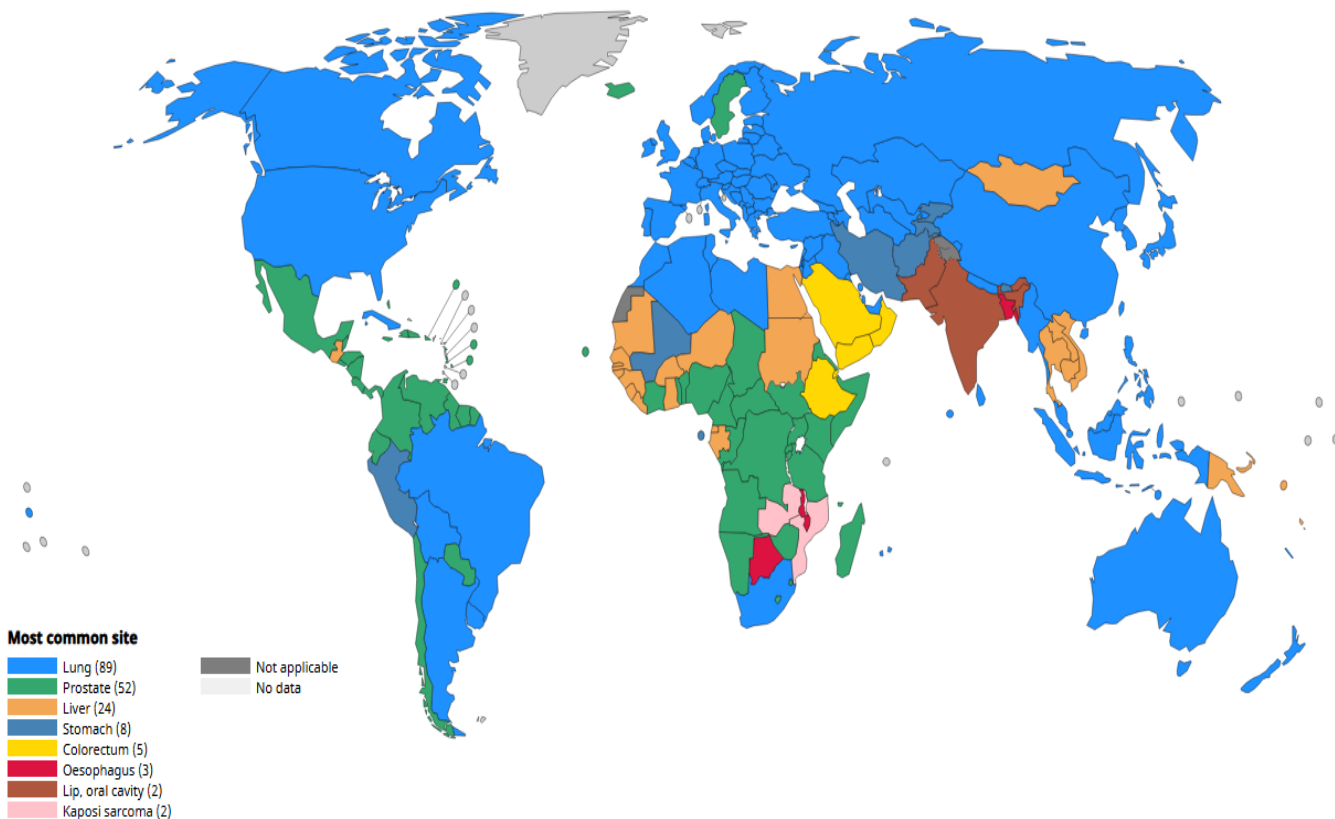 Most common site
Lung (89)
Prostate (52)
Liver (24)
Stomach (8)
Colorectum (5)
Oesophagus (3)
Lip, oral cavity (2)
Kaposi sarcoma (2)
Not applicable
No data